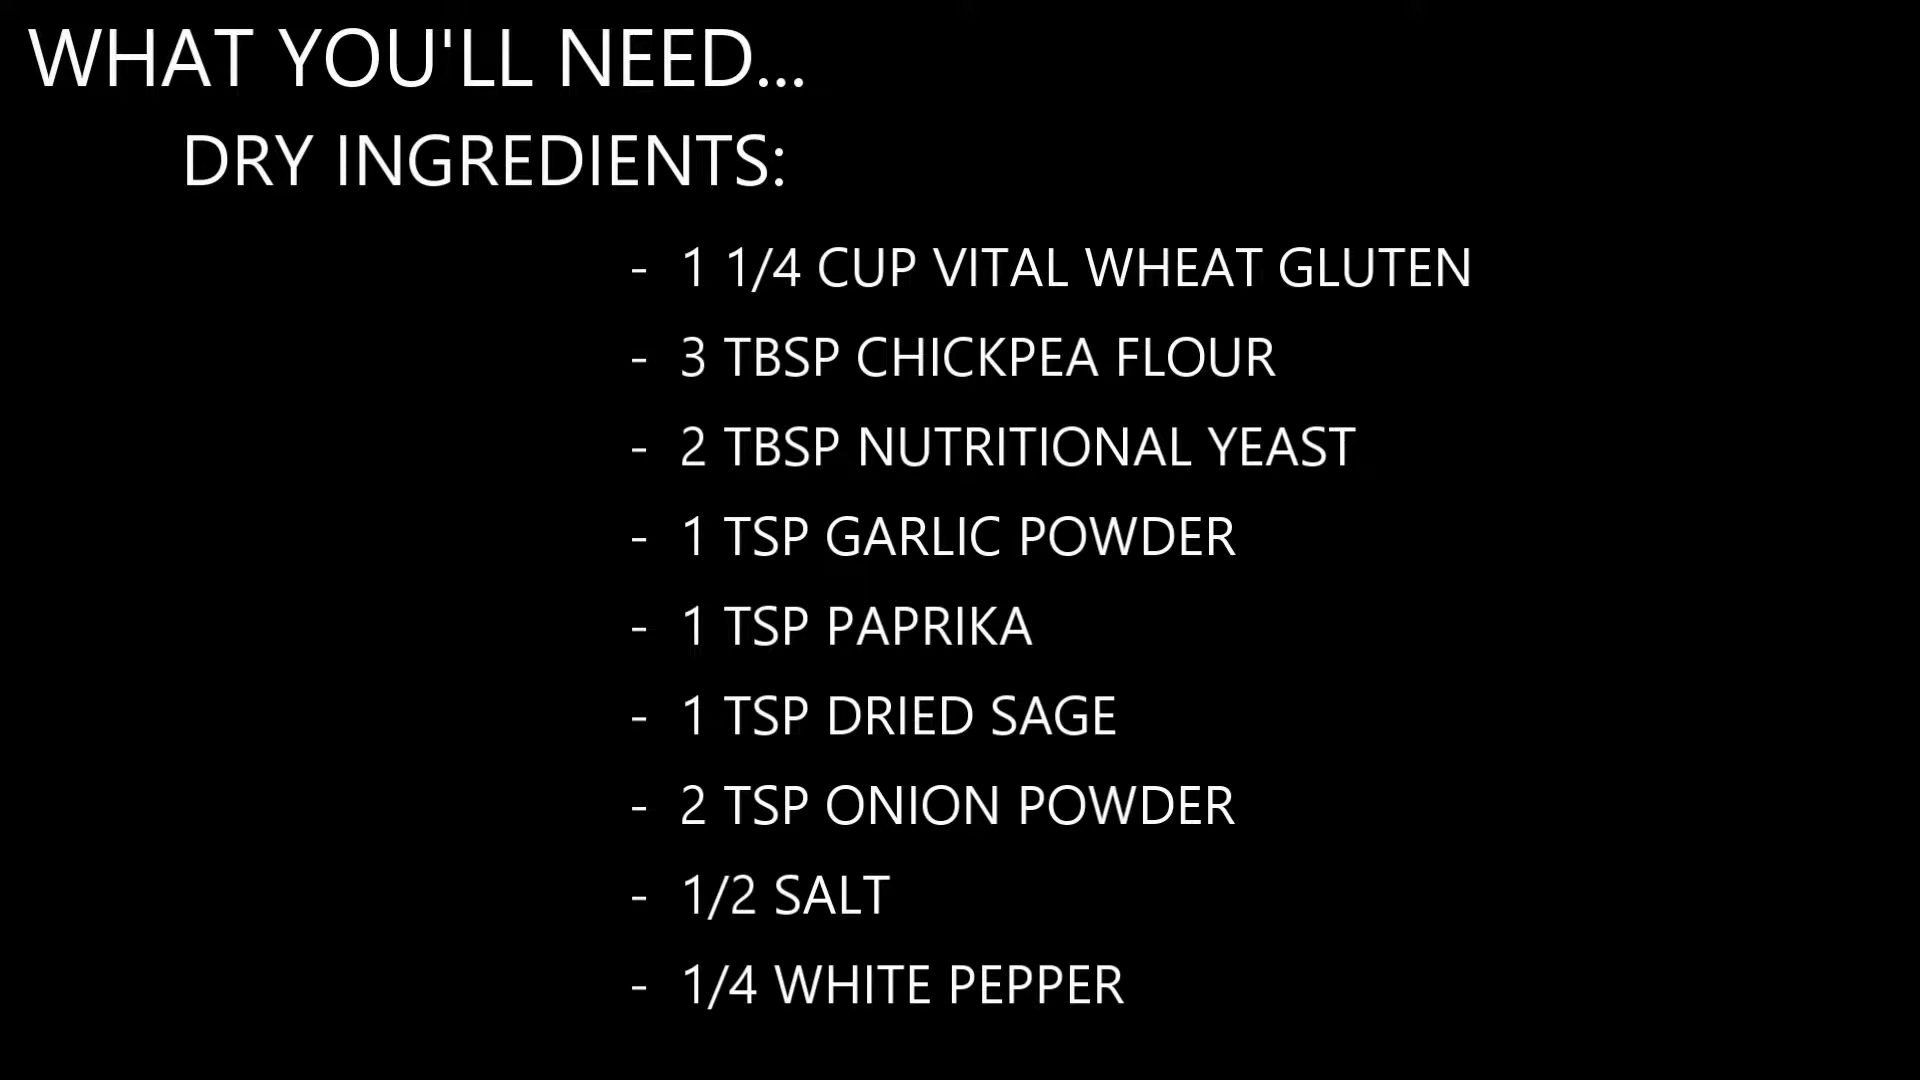 WHAT YOU'LL NEED...
DRY INGREDIENTS:
- 1 1/4 CUP VITAL WHEAT GLUTEN
- 3 TBSP CHICKPEA FLOUR
- 2 TBSP NUTRITIONAL YEAST
- 1 TSP GARLIC POWDER
- 1 TSP PAPRIKA
- 1 TSP DRIED SAGE
- 2 TSP ONION POWDER
- 1/2 SALT
- 1/4 WHITE PEPPER